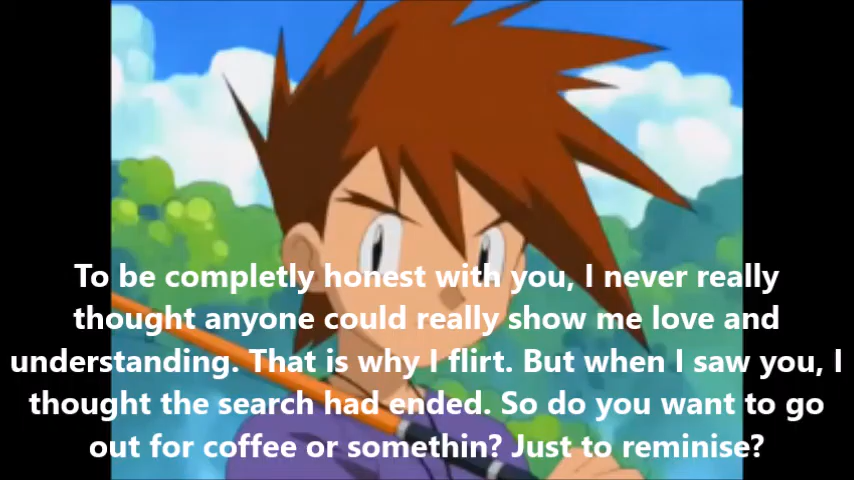 To be completly honest with you, I never really
thought anyone could really show me love and
understanding. That is why I flirt. But when I saw you, I
thought the search had ended. So do you want to go
out for coffee or somethin? Just to reminise?